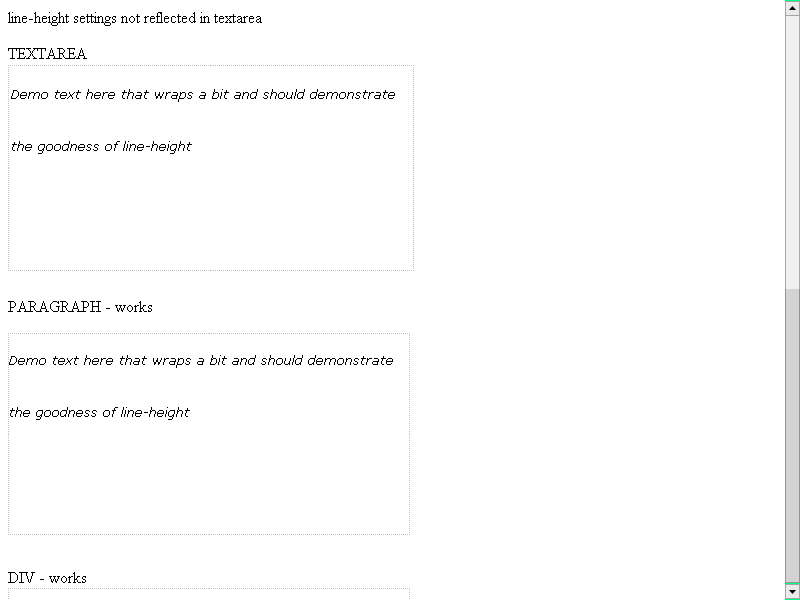 line-height settings not reflected in textarea
TEXTAREA
Demo text here that wraps a bit and should demonstrate
the goodness of line-height
PARAGRAPH - works
Demo text here that wraps a bit and should demonstrate
the goodness of line-height
DIV - works